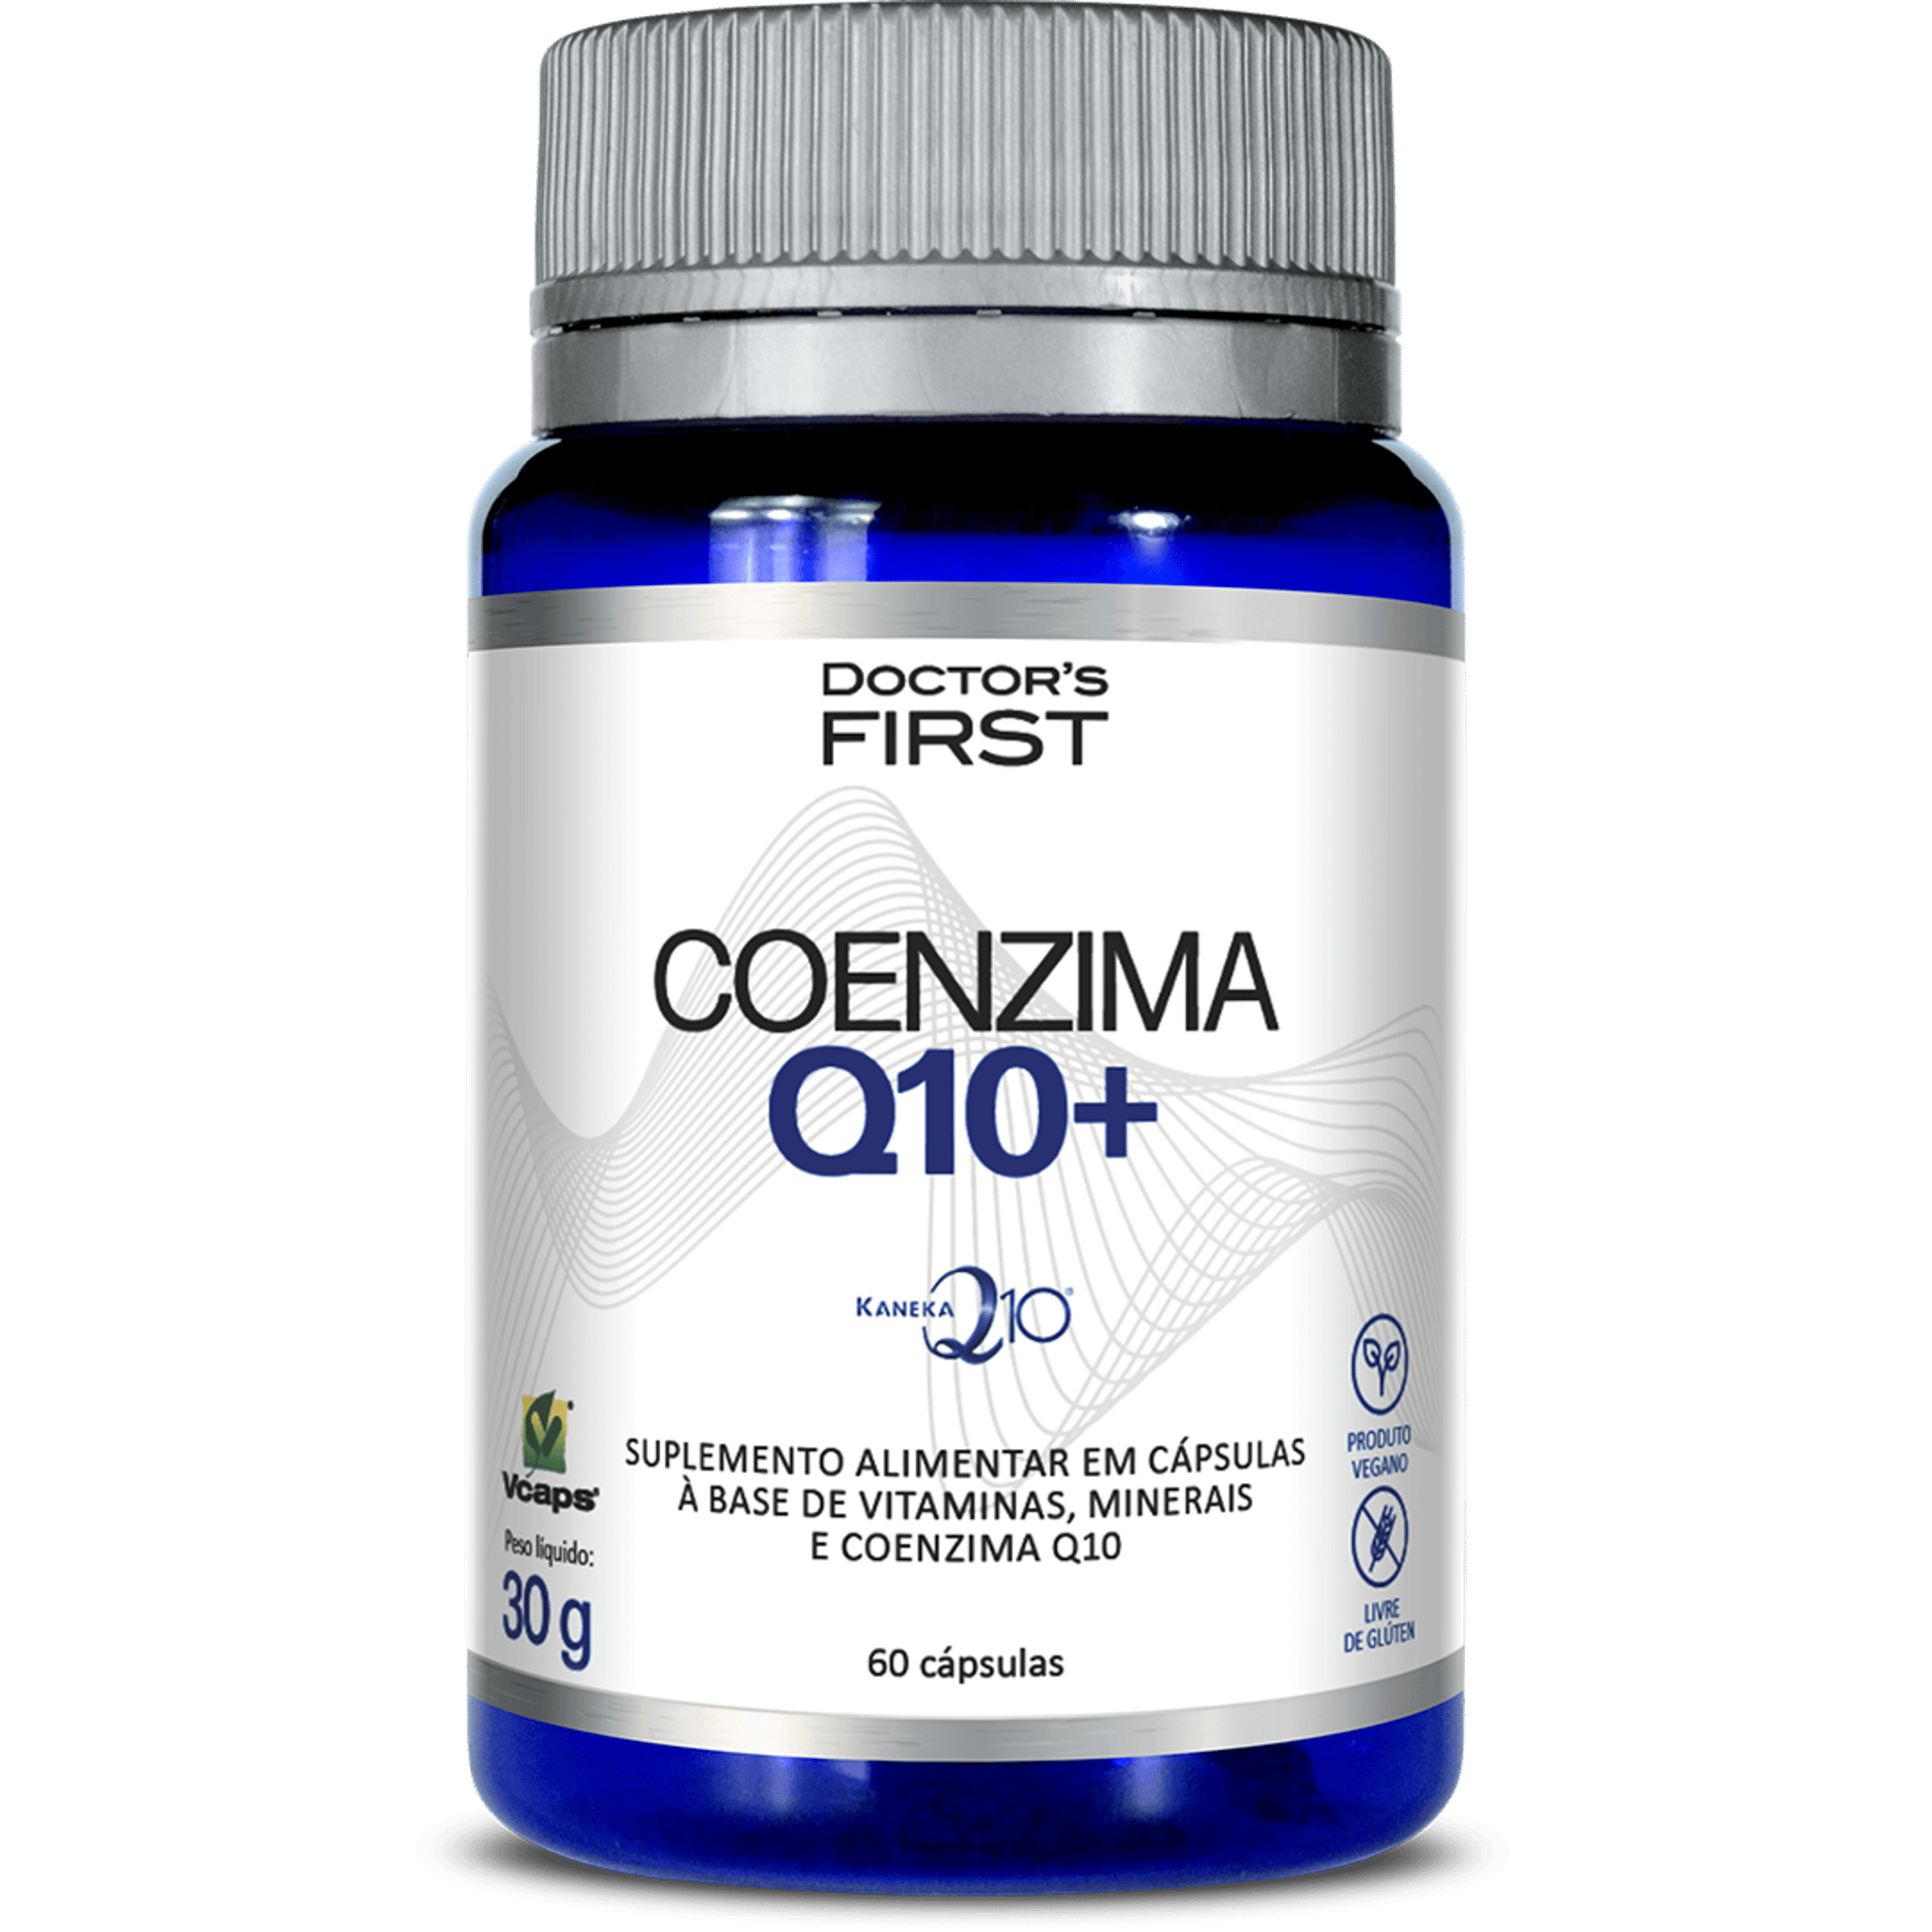 DOCTOR'S
FIRST
COENZIMA
Q10+
KANEKA Q10®
Vcaps®
Peso líquido:
30 g
SUPLEMENTO ALIMENTAR EM CÁPSULAS
À BASE DE VITAMINAS, MINERAIS
E COENZIMA Q10
60 cápsulas
PRODUTO
VEGANO
LIVRE
DE GLÚTEN